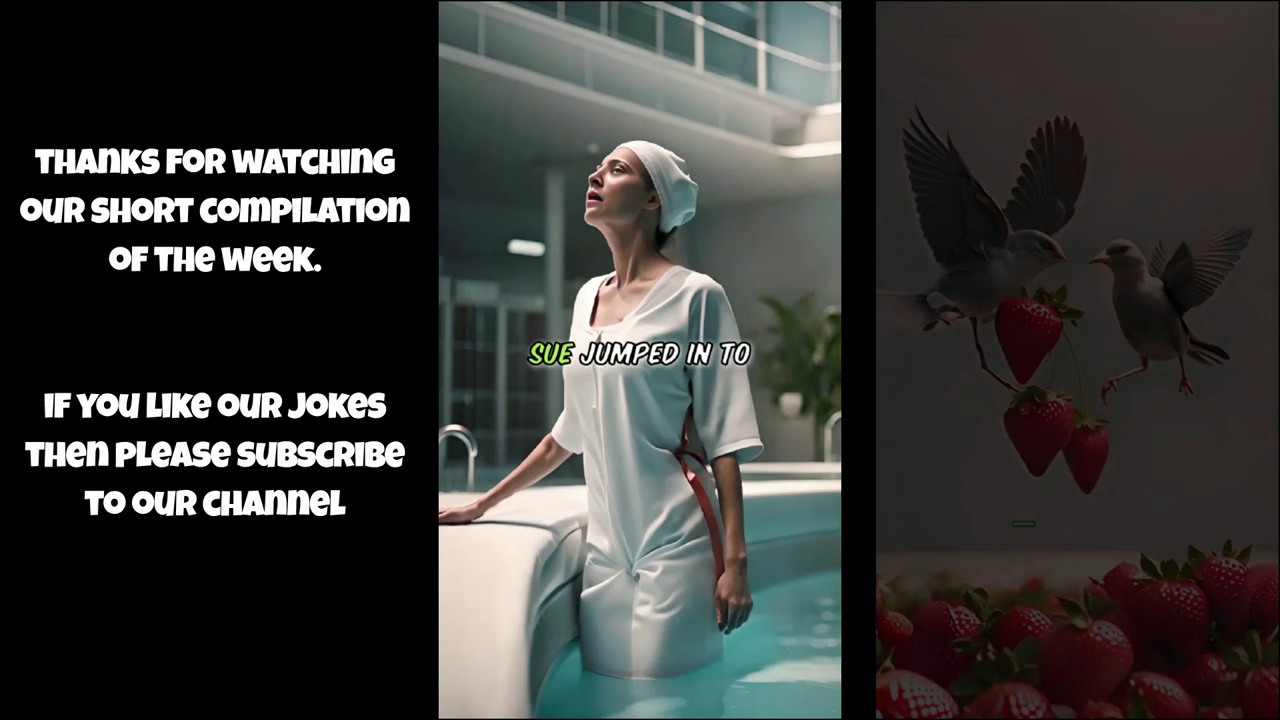 THANKS FOR WATCHING
OUR SHORT COMPILATION
OF THE WEEK.
IF YOU LIKE OUR JOKES
THEN PLEASE SUBSCRIBE
TO OUR CHANNEL
SUE JUMPED IN TO